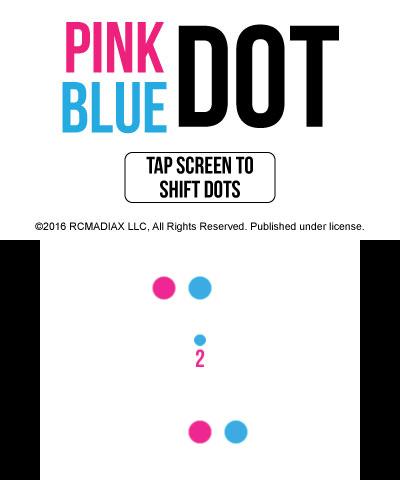 PINK
BLUE DOT
TAP SCREEN TO
SHIFT DOTS
©2016 RCMADIAX LLC, All Rights Reserved. Published under license.
2